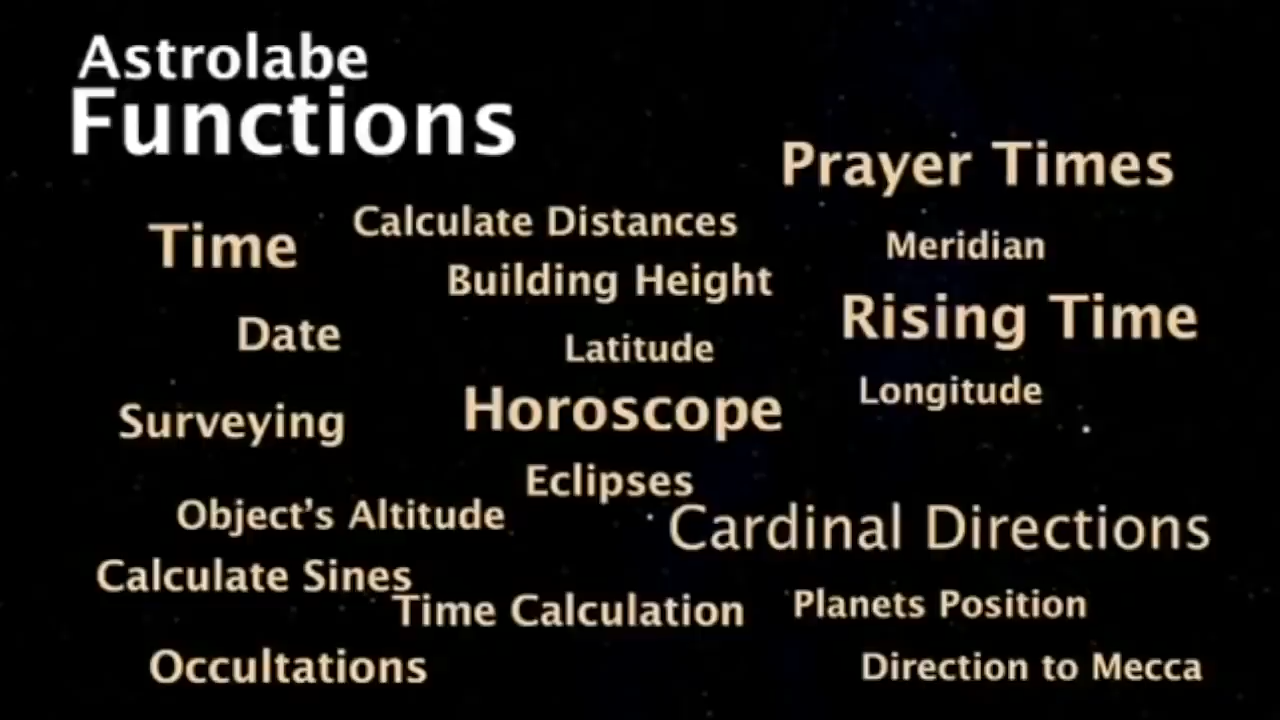 Astrolabe
Functions
Prayer Times
Time
Calculate Distances
Meridian
Building Height
Rising Time
Date
Latitude
Longitude
Surveying
Horoscope
Eclipses
Object’s Altitude
Cardinal Directions
Calculate Sines
Time Calculation
Planets Position
Occultations
Direction to Mecca